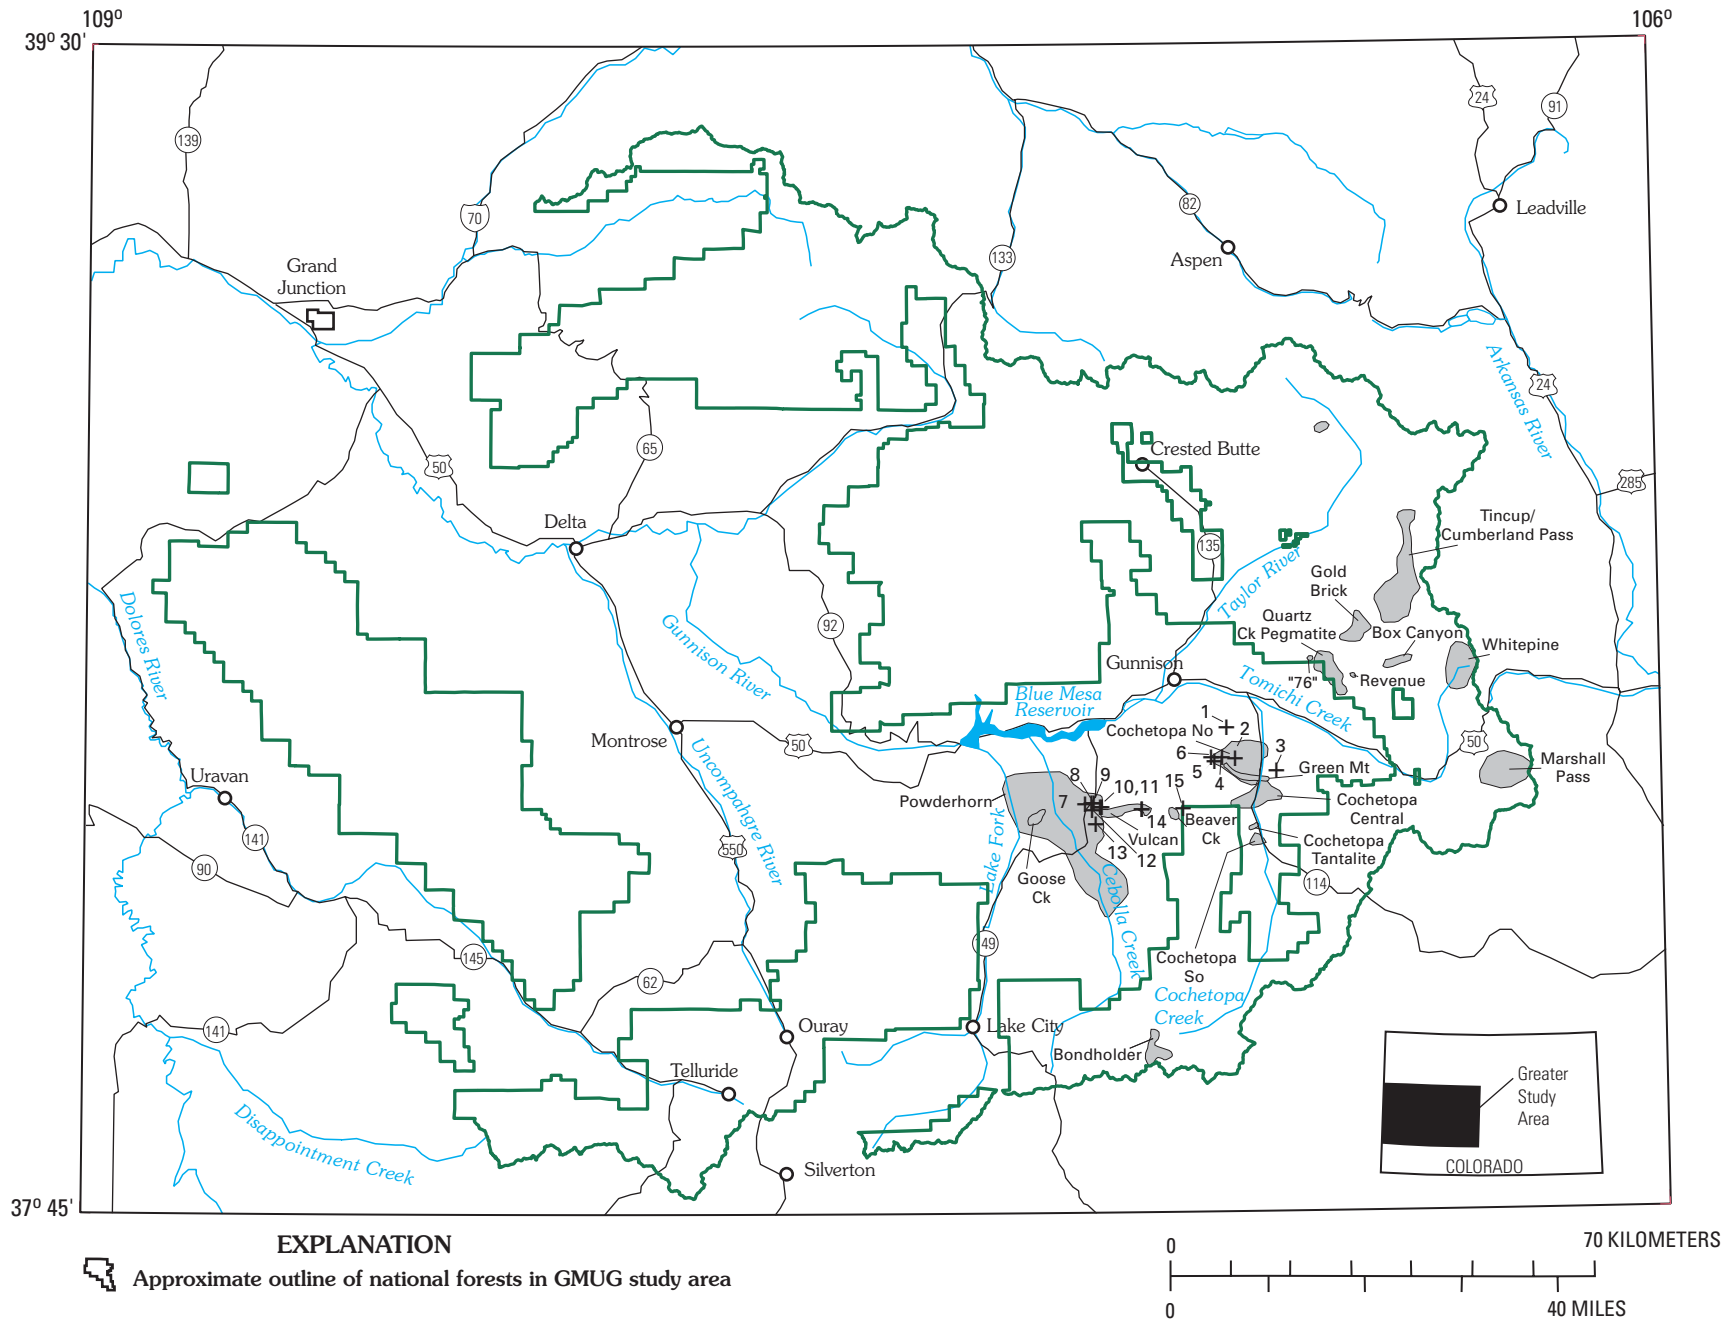 109°
106°
39° 30'
24
91
139
70
82
Leadville
133
Aspen
Grand
Junction
Arkansas River
24
65
50
Crested Butte
285
Tincup/
Cumberland Pass
Delta
135
Taylor River
Gold
Brick
Dolores River
Gunnison River
92
Quartz
Ck Pegmatite
Box Canyon
Whitepine
Gunnison
"76"
Revenue
Tomichi Creek
Blue Mesa
Reservoir
1
Cochetopa No
2
Montrose
Uncompahgre River
50
50
6
3
5
4
Green Mt
Marshall
Pass
Uravan
8
9
10,11
15
Powderhorn
7
Cochetopa
Central
14
Beaver
Ck
Vulcan
141
550
Lake Fork
13
12
Cochetopa
Tantalite
90
Goose
Ck
Cebolla Creek
114
149
145
Cochetopa
So
62
Cochetopa
Creek
141
Ouray
Lake City
Bondholder
Telluride
Greater
Study
Area
Disappointment Creek
COLORADO
Silverton
37° 45'
EXPLANATION
Approximate outline of national forests in GMUG study area
0
70 KILOMETERS
0
40 MILES